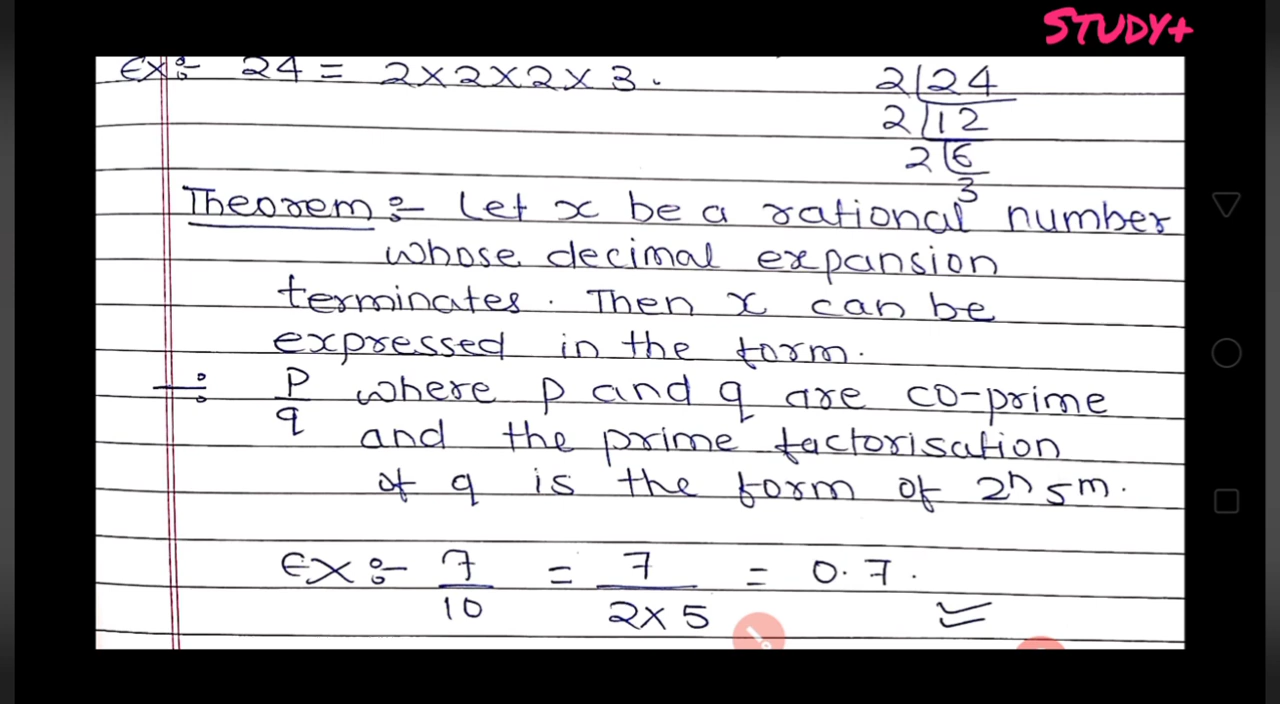 STUDY+
Ex:- 24 = 2×2×2×3.
2|24
2|12
2|6
3
Theorem :- Let x be a rational number
whose decimal expansion
terminates. Then x can be
expressed in the form.
÷ p/q where p and q are co-prime
and the prime factorisation
of q is the form of 2ⁿ 5ᵐ.
Ex:- 7/10 = 7/2×5 = 0.7.